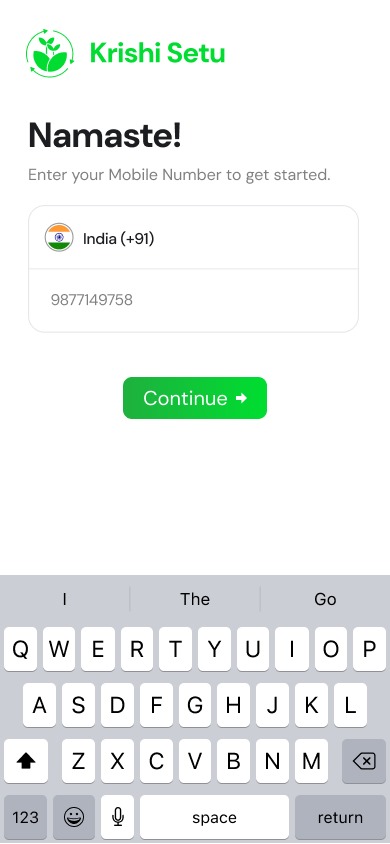 Krishi Setu
Namaste!
Enter your Mobile Number to get started.
India (+91)
9877149758
Continue
I The Go
Q W E R T Y U I O P
A S D F G H J K L
Z X C V B N M
123 space return